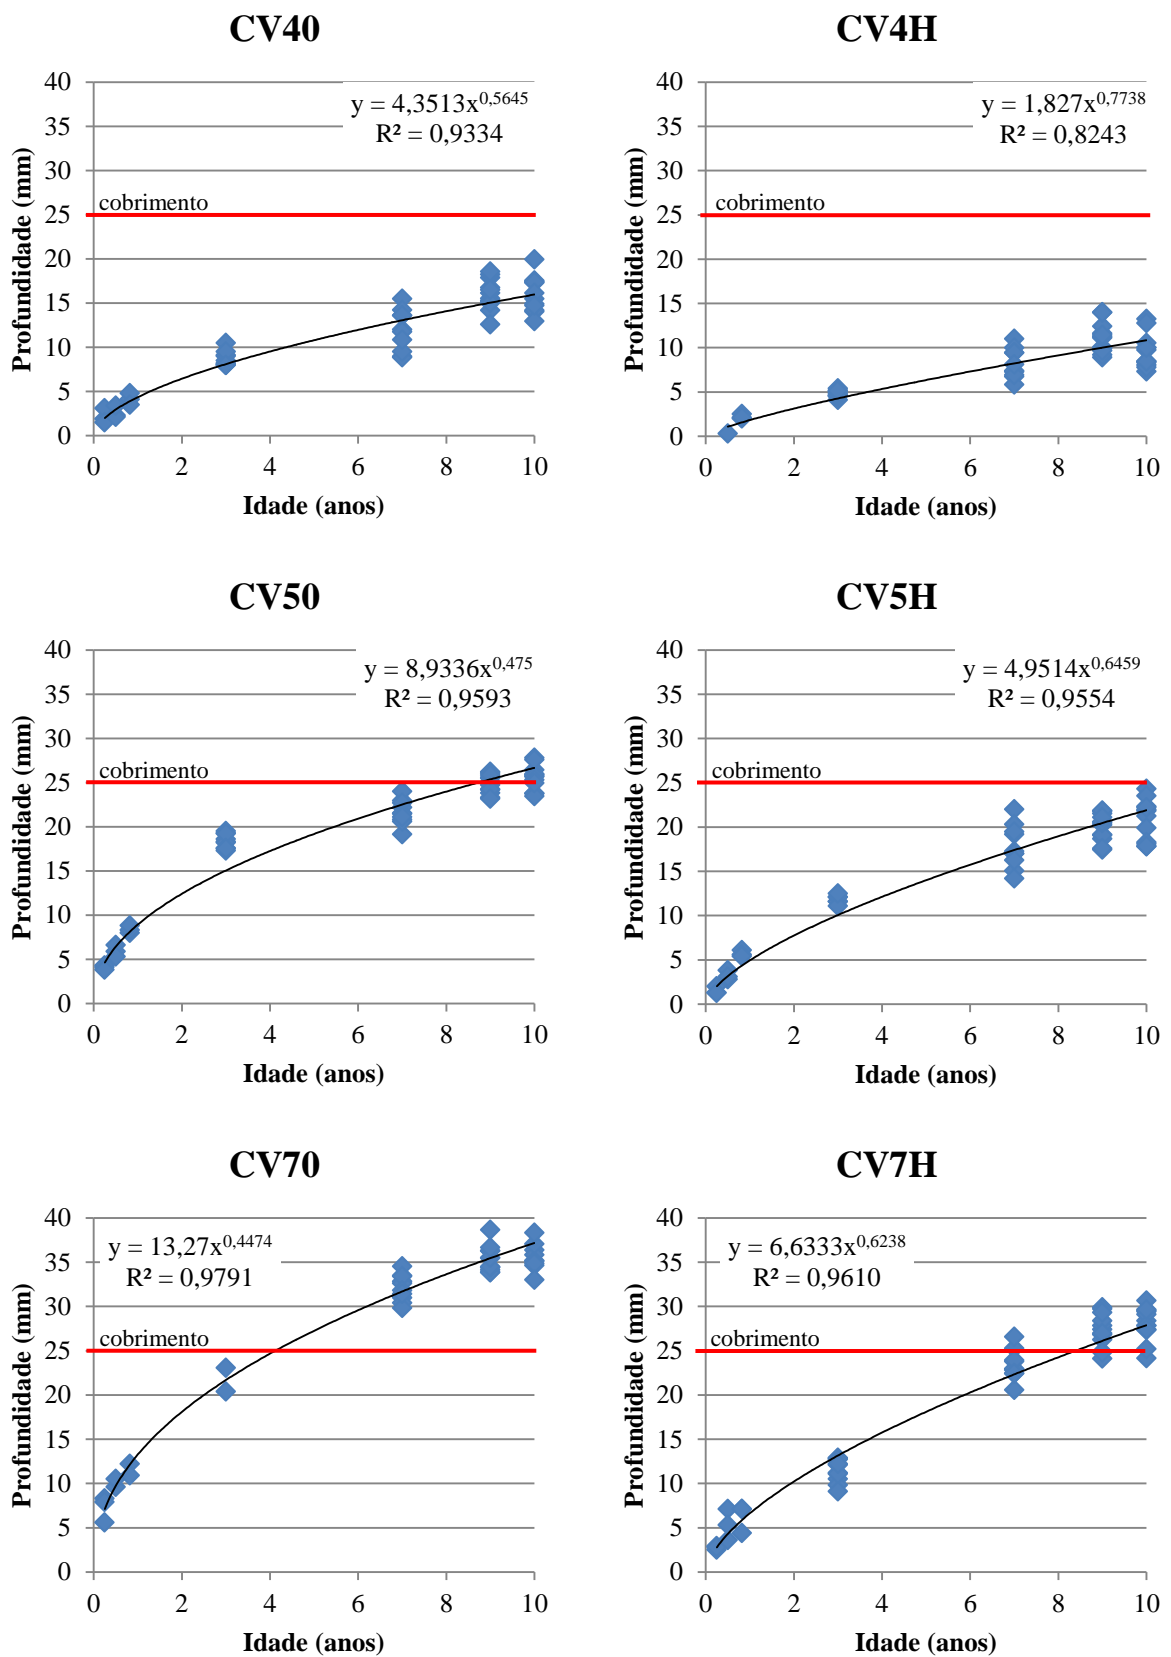 CV40
40
35
30
25
20
15
10
5
0
0 2 4 6 8 10
Profundidade (mm)
Idade (anos)
cobrimento
y = 4,3513x^0,5645
R² = 0,9334
CV4H
40
35
30
25
20
15
10
5
0
0 2 4 6 8 10
Profundidade (mm)
Idade (anos)
cobrimento
y = 1,827x^0,7738
R² = 0,8243
CV50
40
35
30
25
20
15
10
5
0
0 2 4 6 8 10
Profundidade (mm)
Idade (anos)
cobrimento
y = 8,9336x^0,475
R² = 0,9593
CV5H
40
35
30
25
20
15
10
5
0
0 2 4 6 8 10
Profundidade (mm)
Idade (anos)
cobrimento
y = 4,9514x^0,6459
R² = 0,9554
CV70
40
35
30
25
20
15
10
5
0
0 2 4 6 8 10
Profundidade (mm)
Idade (anos)
cobrimento
y = 13,27x^0,4474
R² = 0,9791
CV7H
40
35
30
25
20
15
10
5
0
0 2 4 6 8 10
Profundidade (mm)
Idade (anos)
cobrimento
y = 6,6333x^0,6238
R² = 0,9610